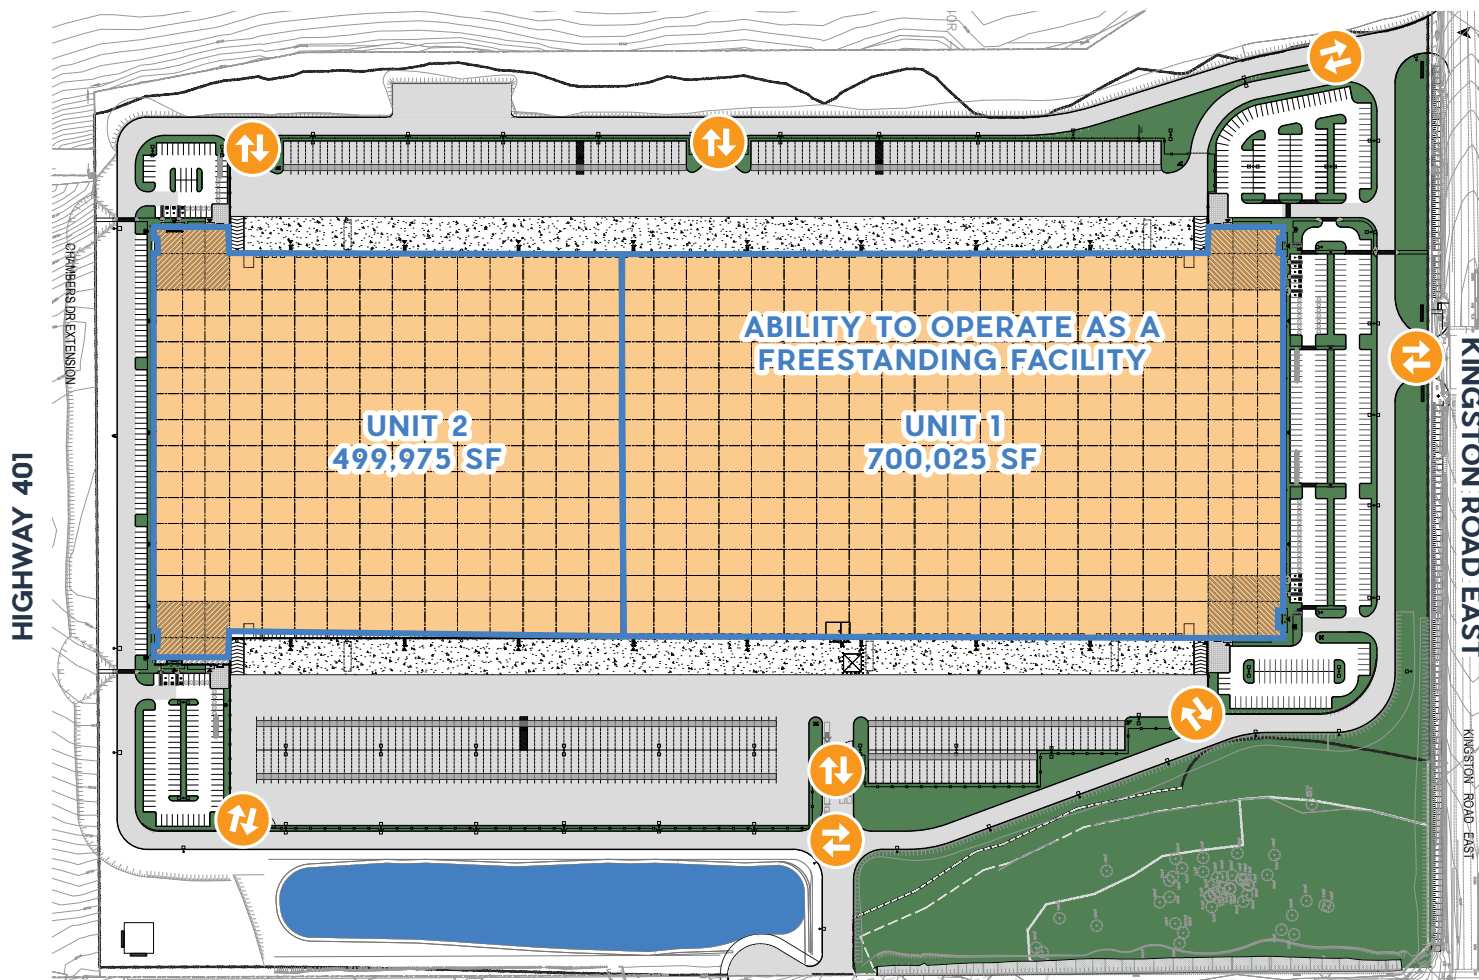 ABILITY TO OPERATE AS A
FREESTANDING FACILITY
UNIT 2
499,975 SF
UNIT 1
700,025 SF
HIGHWAY 401
CHAMBERS DR EXTENSION
KINGSTON ROAD EAST
KINGSTON ROAD EAST